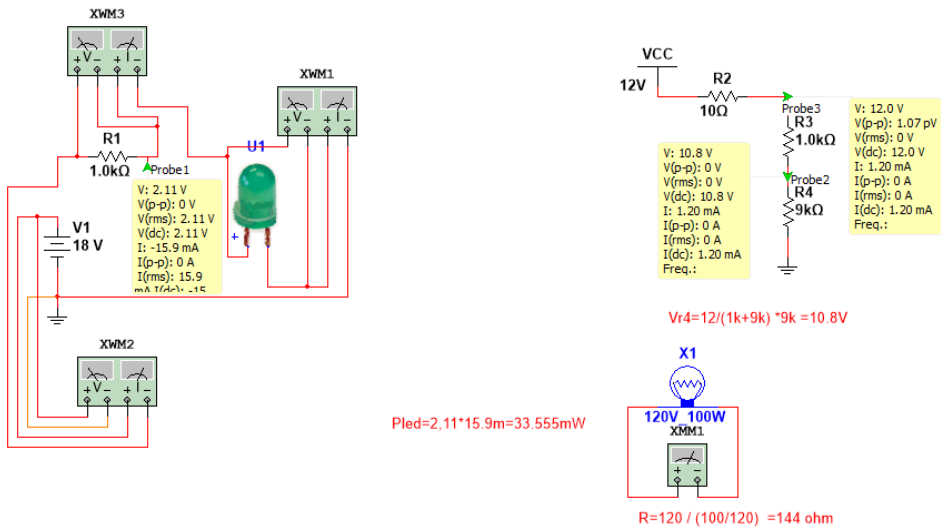 XWM3
V I
+ - + -
XWM1
V I
+ - + -
U1
R1
1.0kΩ
Probe1
V: 2.11 V
V(p-p): 0 V
V(rms): 2.11 V
V(dc): 2.11 V
I: -15.9 mA
I(p-p): 0 A
I(rms): 15.9
mA I(dc): -15
+
V1
18 V
XWM2
V I
+ - + -
VCC
12V
R2
10Ω
Probe3
R3
1.0kΩ
Probe2
R4
9kΩ
V: 10.8 V
V(p-p): 0 V
V(rms): 0 V
V(dc): 10.8 V
I: 1.20 mA
I(p-p): 0 A
I(rms): 0 A
I(dc): 1.20 mA
Freq.:
V: 12.0 V
V(p-p): 1.07 pV
V(rms): 0 V
V(dc): 12.0 V
I: 1.20 mA
I(p-p): 0 A
I(rms): 0 A
I(dc): 1.20 mA
Freq.:
Vr4=12/(1k+9k) *9k =10.8V
Pled=2,11*15.9m=33.555mW
X1
120V_100W
XMM1
+ -
R=120 / (100/120) =144 ohm